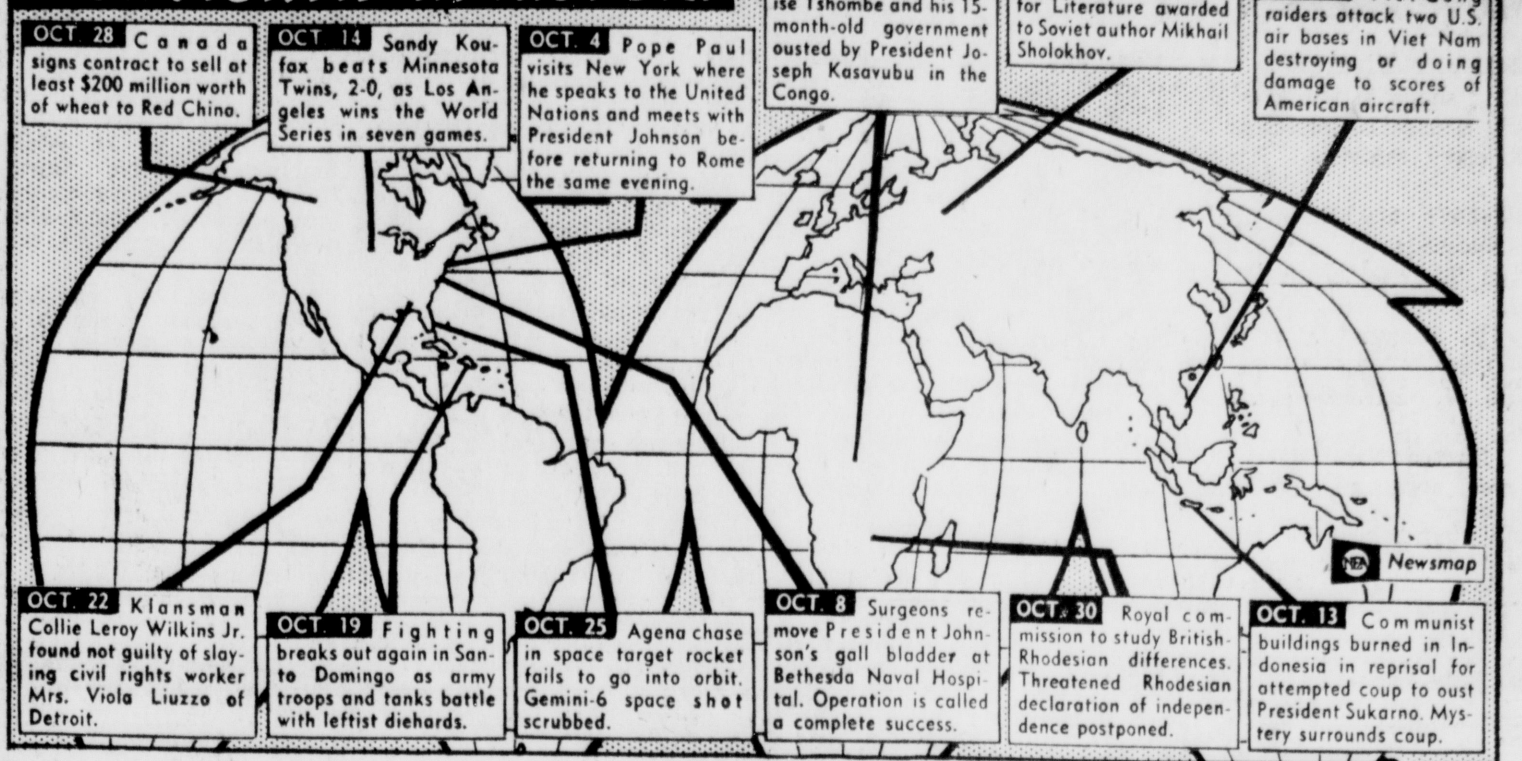 OCT. 28 Canada
signs contract to sell at
least $200 million worth
of wheat to Red China.
OCT 14 Sandy Kou-
fax beats Minnesota
Twins, 2-0, as Los An-
geles wins the World
Series in seven games.
OCT. 4 Pope Paul
visits New York where
he speaks to the United
Nations and meets with
President Johnson be-
fore returning to Rome
the same evening.
ise Tshombe and his 15-
month-old government
ousted by President Jo-
seph Kasavubu in the
Congo.
for Literature awarded
to Soviet author Mikhail
Sholokhov.
raiders attack two U.S.
air bases in Viet Nam
destroying or doing
damage to scores of
American aircraft.
NEA Newsmap
OCT. 22 Klansman
Collie Leroy Wilkins Jr.
found not guilty of slay-
ing civil rights worker
Mrs. Viola Liuzzo of
Detroit.
OCT. 19 Fighting
breaks out again in San-
to Domingo as army
troops and tanks battle
with leftist diehards.
OCT. 25 Agena chase
in space target rocket
fails to go into orbit.
Gemini-6 space shot
scrubbed.
OCT. 8 Surgeons re-
move President John-
son's gall bladder at
Bethesda Naval Hospi-
tal. Operation is called
a complete success.
OCT. 30 Royal com-
mission to study British-
Rhodesian differences.
Threatened Rhodesian
declaration of indepen-
dence postponed.
OCT. 13 Communist
buildings burned in In-
donesia in reprisal for
attempted coup to oust
President Sukarno. Mys-
tery surrounds coup.